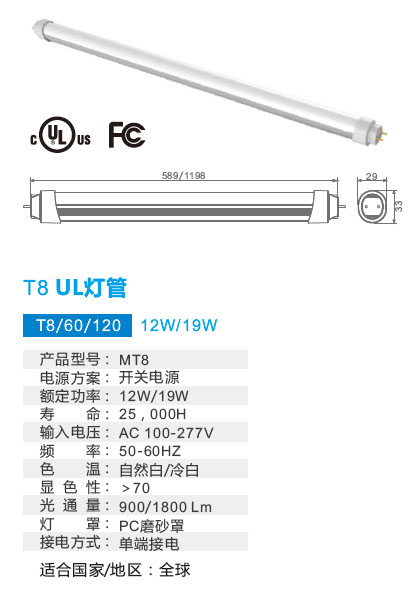 c UL US FC
589/1198
29
33
T8 UL灯管
T8/60/120 12W/19W
产品型号：MT8
电源方案：开关电源
额定功率：12W/19W
寿 命：25 , 000H
输入电压：AC 100-277V
频 率：50-60HZ
色 温：自然白/冷白
显 色 性：＞70
光 通 量：900/1800 Lm
灯 罩：PC磨砂罩
接电方式：单端接电
适合国家/地区：全球